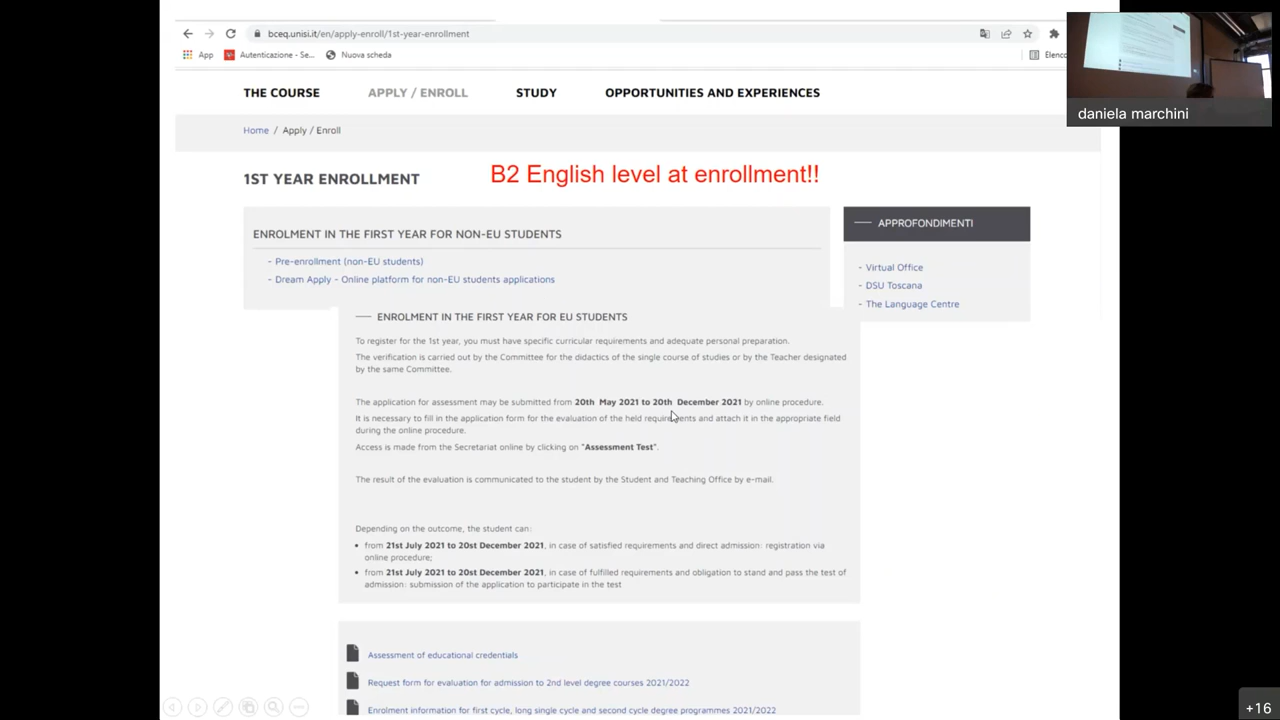 bceq.unisi.it/en/apply-enroll/1st-year-enrollment
App Autenticazione - Se... Nuova scheda Elenco
THE COURSE APPLY / ENROLL STUDY OPPORTUNITIES AND EXPERIENCES
daniela marchini
Home / Apply / Enroll
1ST YEAR ENROLLMENT
B2 English level at enrollment!!
ENROLMENT IN THE FIRST YEAR FOR NON-EU STUDENTS
- Pre-enrollment (non-EU students)
- Dream Apply - Online platform for non-EU students applications
APPROFONDIMENTI
- Virtual Office
- DSU Toscana
- The Language Centre
ENROLMENT IN THE FIRST YEAR FOR EU STUDENTS
To register for the 1st year, you must have specific curricular requirements and adequate personal preparation.
The verification is carried out by the Committee for the didactics of the single course of studies or by the Teacher designated
by the same Committee.
The application for assessment may be submitted from 20th May 2021 to 20th December 2021 by online procedure.
It is necessary to fill in the application form for the evaluation of the held requirements and attach it in the appropriate field
during the online procedure.
Access is made from the Secretariat online by clicking on "Assessment Test".
The result of the evaluation is communicated to the student by the Student and Teaching Office by e-mail.
Depending on the outcome, the student can:
• from 21st July 2021 to 20st December 2021, in case of satisfied requirements and direct admission: registration via
online procedure;
• from 21st July 2021 to 20st December 2021, in case of fulfilled requirements and obligation to stand and pass the test of
admission: submission of the application to participate in the test
Assessment of educational credentials
Request form for evaluation for admission to 2nd level degree courses 2021/2022
Enrolment information for first cycle, long single cycle and second cycle degree programmes 2021/2022
+16